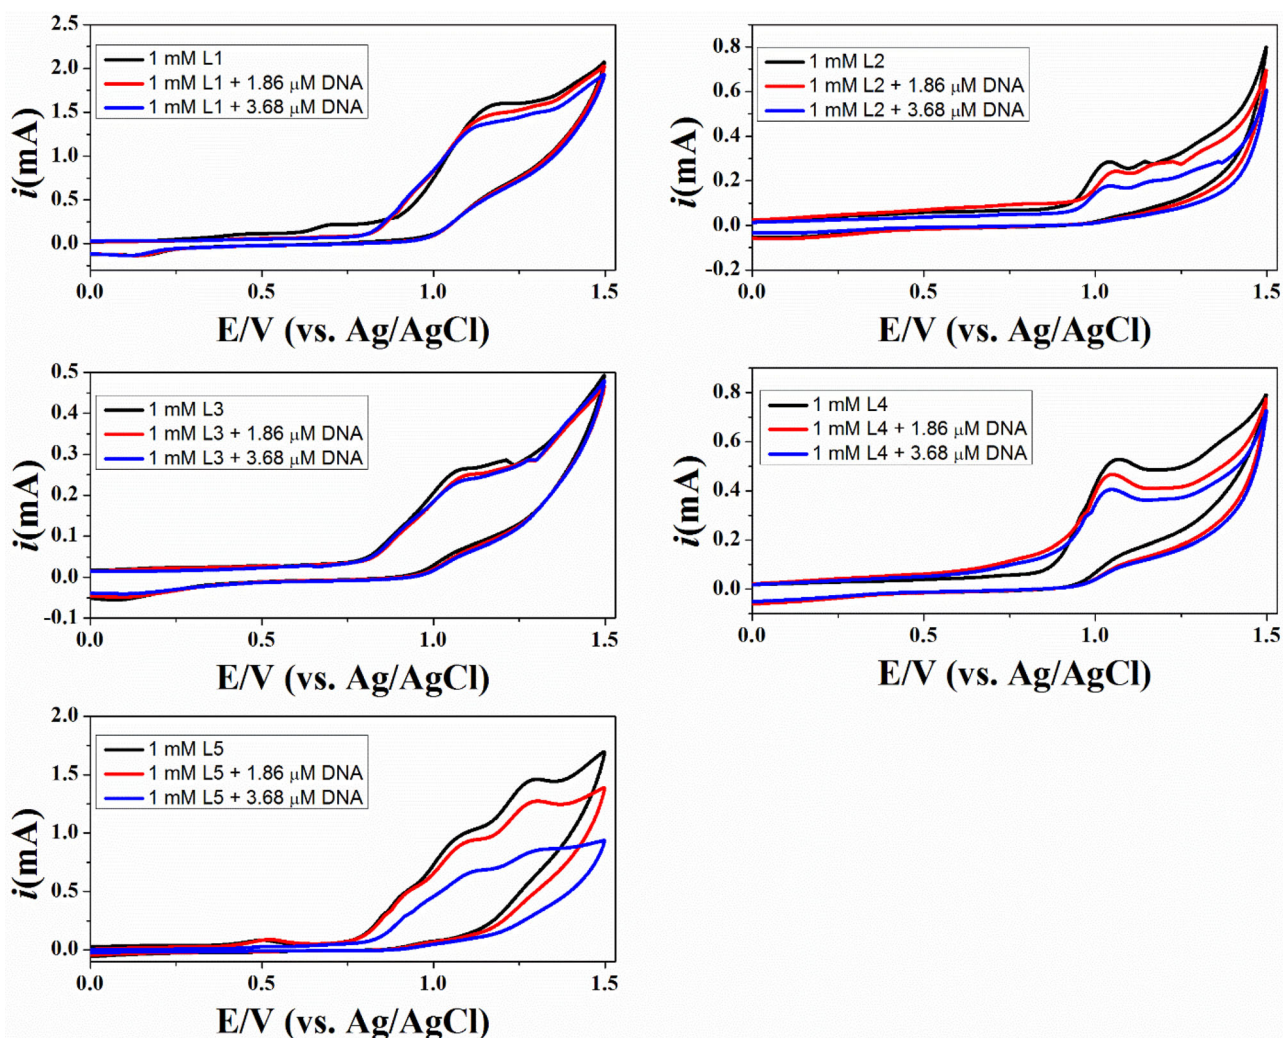 2.5
2.0
1.5
1.0
0.5
0.0
i(mA)
1 mM L1
1 mM L1 + 1.86 μM DNA
1 mM L1 + 3.68 μM DNA
0.0 0.5 1.0 1.5
E/V (vs. Ag/AgCl)
0.8
0.6
0.4
0.2
0.0
-0.2
i(mA)
1 mM L2
1 mM L2 + 1.86 μM DNA
1 mM L2 + 3.68 μM DNA
0.0 0.5 1.0 1.5
E/V (vs. Ag/AgCl)
0.5
0.4
0.3
0.2
0.1
0.0
-0.1
i(mA)
1 mM L3
1 mM L3 + 1.86 μM DNA
1 mM L3 + 3.68 μM DNA
0.0 0.5 1.0 1.5
E/V (vs. Ag/AgCl)
0.8
0.6
0.4
0.2
0.0
i(mA)
1 mM L4
1 mM L4 + 1.86 μM DNA
1 mM L4 + 3.68 μM DNA
0.0 0.5 1.0 1.5
E/V (vs. Ag/AgCl)
2.0
1.5
1.0
0.5
0.0
i(mA)
1 mM L5
1 mM L5 + 1.86 μM DNA
1 mM L5 + 3.68 μM DNA
0.0 0.5 1.0 1.5
E/V (vs. Ag/AgCl)